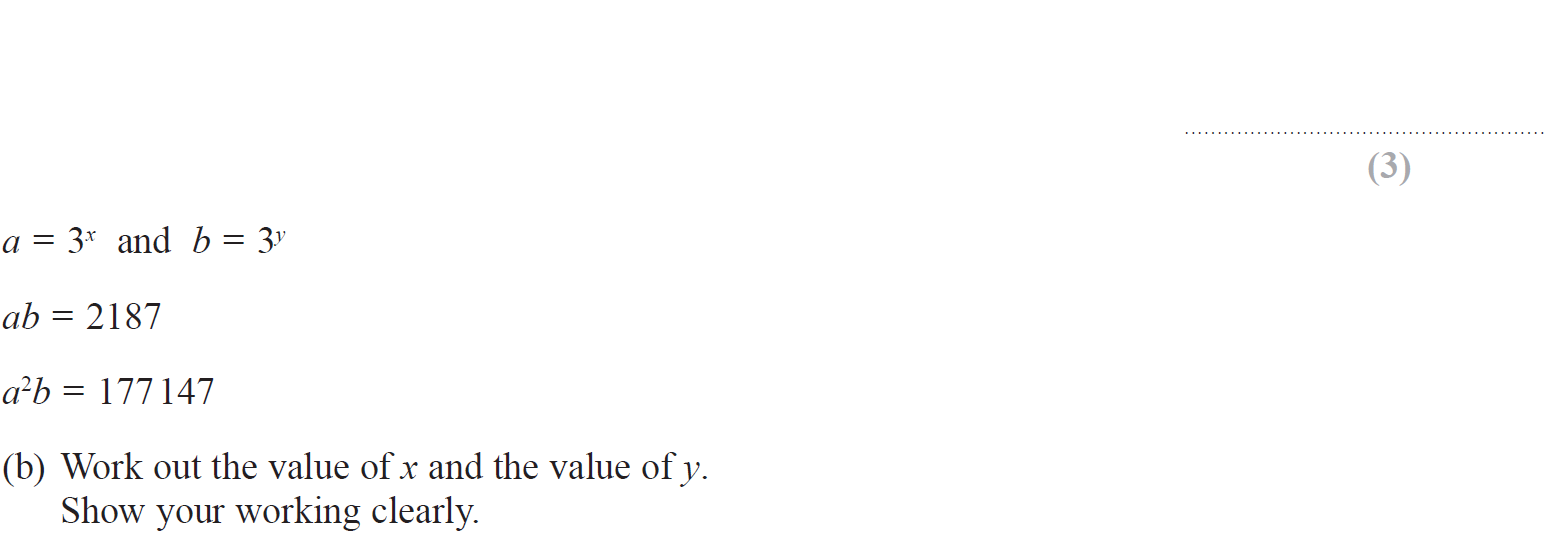 (3)
a = 3ˣ and b = 3ʸ
ab = 2187
a²b = 177 147
(b) Work out the value of x and the value of y.
Show your working clearly.